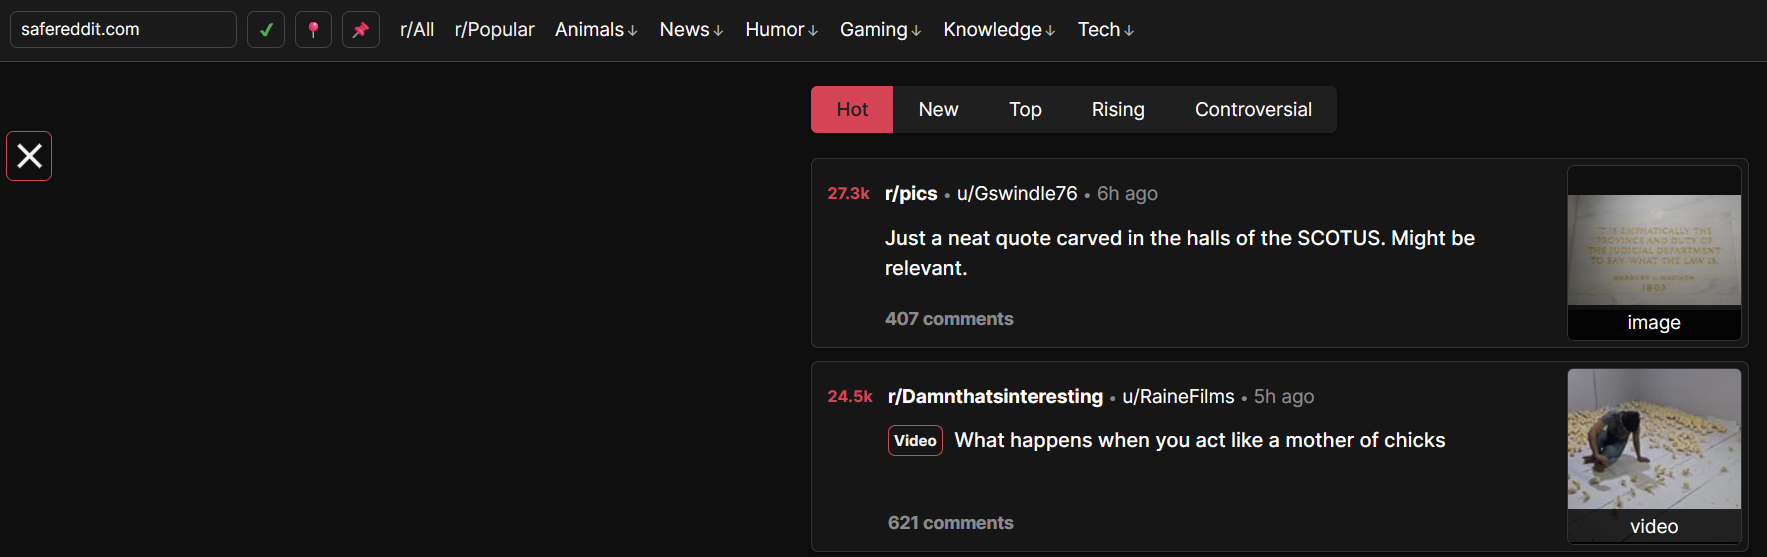 safereddit.com r/All r/Popular Animals↓ News↓ Humor↓ Gaming↓ Knowledge↓ Tech↓
Hot New Top Rising Controversial
27.3k r/pics • u/Gswindle76 • 6h ago
Just a neat quote carved in the halls of the SCOTUS. Might be
relevant.
407 comments
IT IS EMPHATICALLY THE
PROVINCE AND DUTY OF
THE JUDICIAL DEPARTMENT
TO SAY WHAT THE LAW IS.
MARBURY v. MADISON
1803
image
24.5k r/Damnthatsinteresting • u/RaineFilms • 5h ago
Video What happens when you act like a mother of chicks
621 comments
video